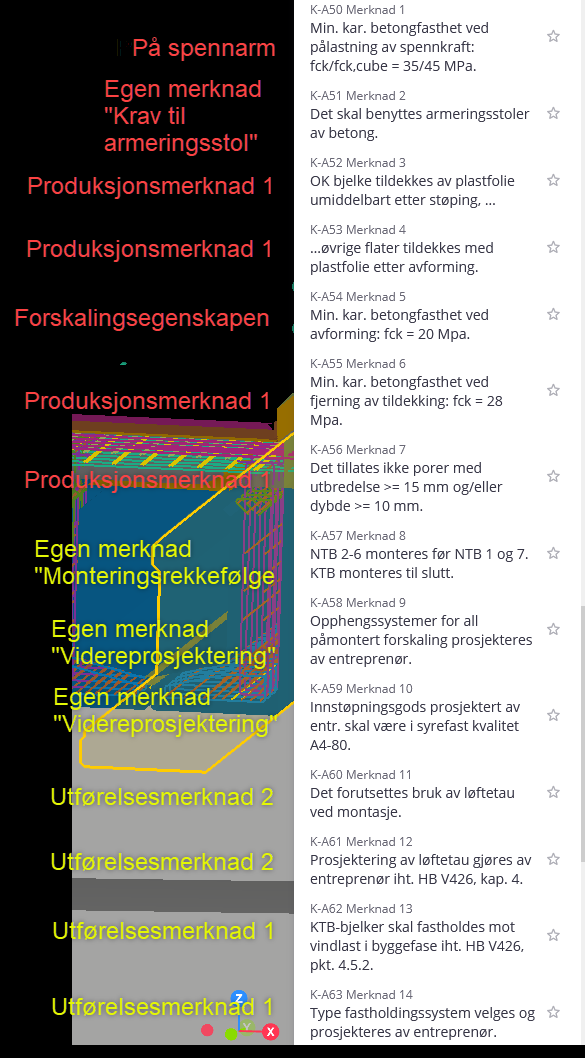 På spennarm
Egen merknad
"Krav til
armeringsstol"
Produksjonsmerknad 1
Produksjonsmerknad 1
Forskalingsegenskapen
Produksjonsmerknad 1
Produksjonsmerknad 1
Egen merknad
"Monteringsrekkefølge
Egen merknad
"Videreprosjektering"
Egen merknad
"Videreprosjektering"
Utførelsesmerknad 2
Utførelsesmerknad 2
Utførelsesmerknad 1
Utførelsesmerknad 1
Z
Y
X
K-A50 Merknad 1
Min. kar. betongfasthet ved
pålastning av spennkraft:
fck/fck,cube = 35/45 MPa.
K-A51 Merknad 2
Det skal benyttes armeringsstoler
av betong.
K-A52 Merknad 3
OK bjelke tildekkes av plastfolie
umiddelbart etter støping, ...
K-A53 Merknad 4
...øvrige flater tildekkes med
plastfolie etter avforming.
K-A54 Merknad 5
Min. kar. betongfasthet ved
avforming: fck = 20 Mpa.
K-A55 Merknad 6
Min. kar. betongfasthet ved
fjerning av tildekking: fck = 28
Mpa.
K-A56 Merknad 7
Det tillates ikke porer med
utbredelse >= 15 mm og/eller
dybde >= 10 mm.
K-A57 Merknad 8
NTB 2-6 monteres før NTB 1 og 7.
KTB monteres til slutt.
K-A58 Merknad 9
Opphengssystemer for all
påmontert forskaling prosjekteres
av entreprenør.
K-A59 Merknad 10
Innstøpningsgods prosjektert av
entr. skal være i syrefast kvalitet
A4-80.
K-A60 Merknad 11
Det forutsettes bruk av løftetau
ved montasje.
K-A61 Merknad 12
Prosjektering av løftetau gjøres av
entreprenør iht. HB V426, kap. 4.
K-A62 Merknad 13
KTB-bjelker skal fastholdes mot
vindlast i byggefase iht. HB V426,
pkt. 4.5.2.
K-A63 Merknad 14
Type fastholdingssystem velges og
prosjekteres av entreprenør.